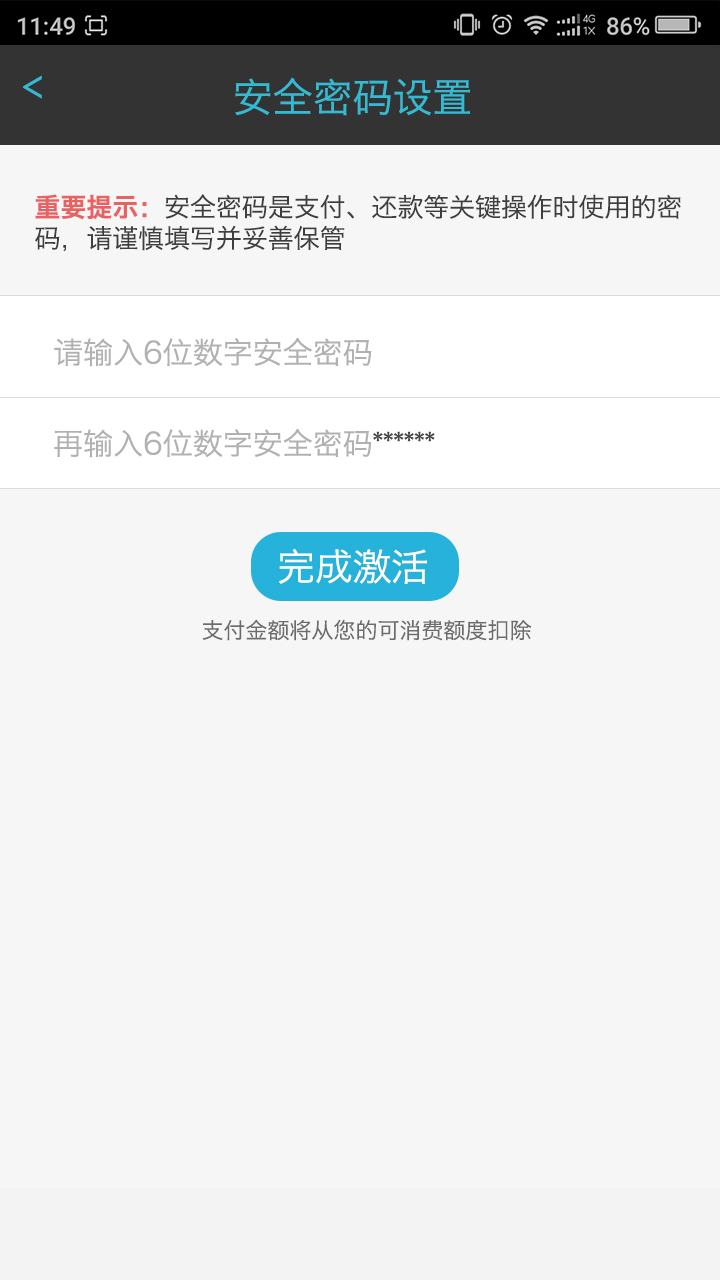 11:49 4G 1X 86%
< 安全密码设置
重要提示：安全密码是支付、还款等关键操作时使用的密
码，请谨慎填写并妥善保管
请输入6位数字安全密码
再输入6位数字安全密码******
完成激活
支付金额将从您的可消费额度扣除